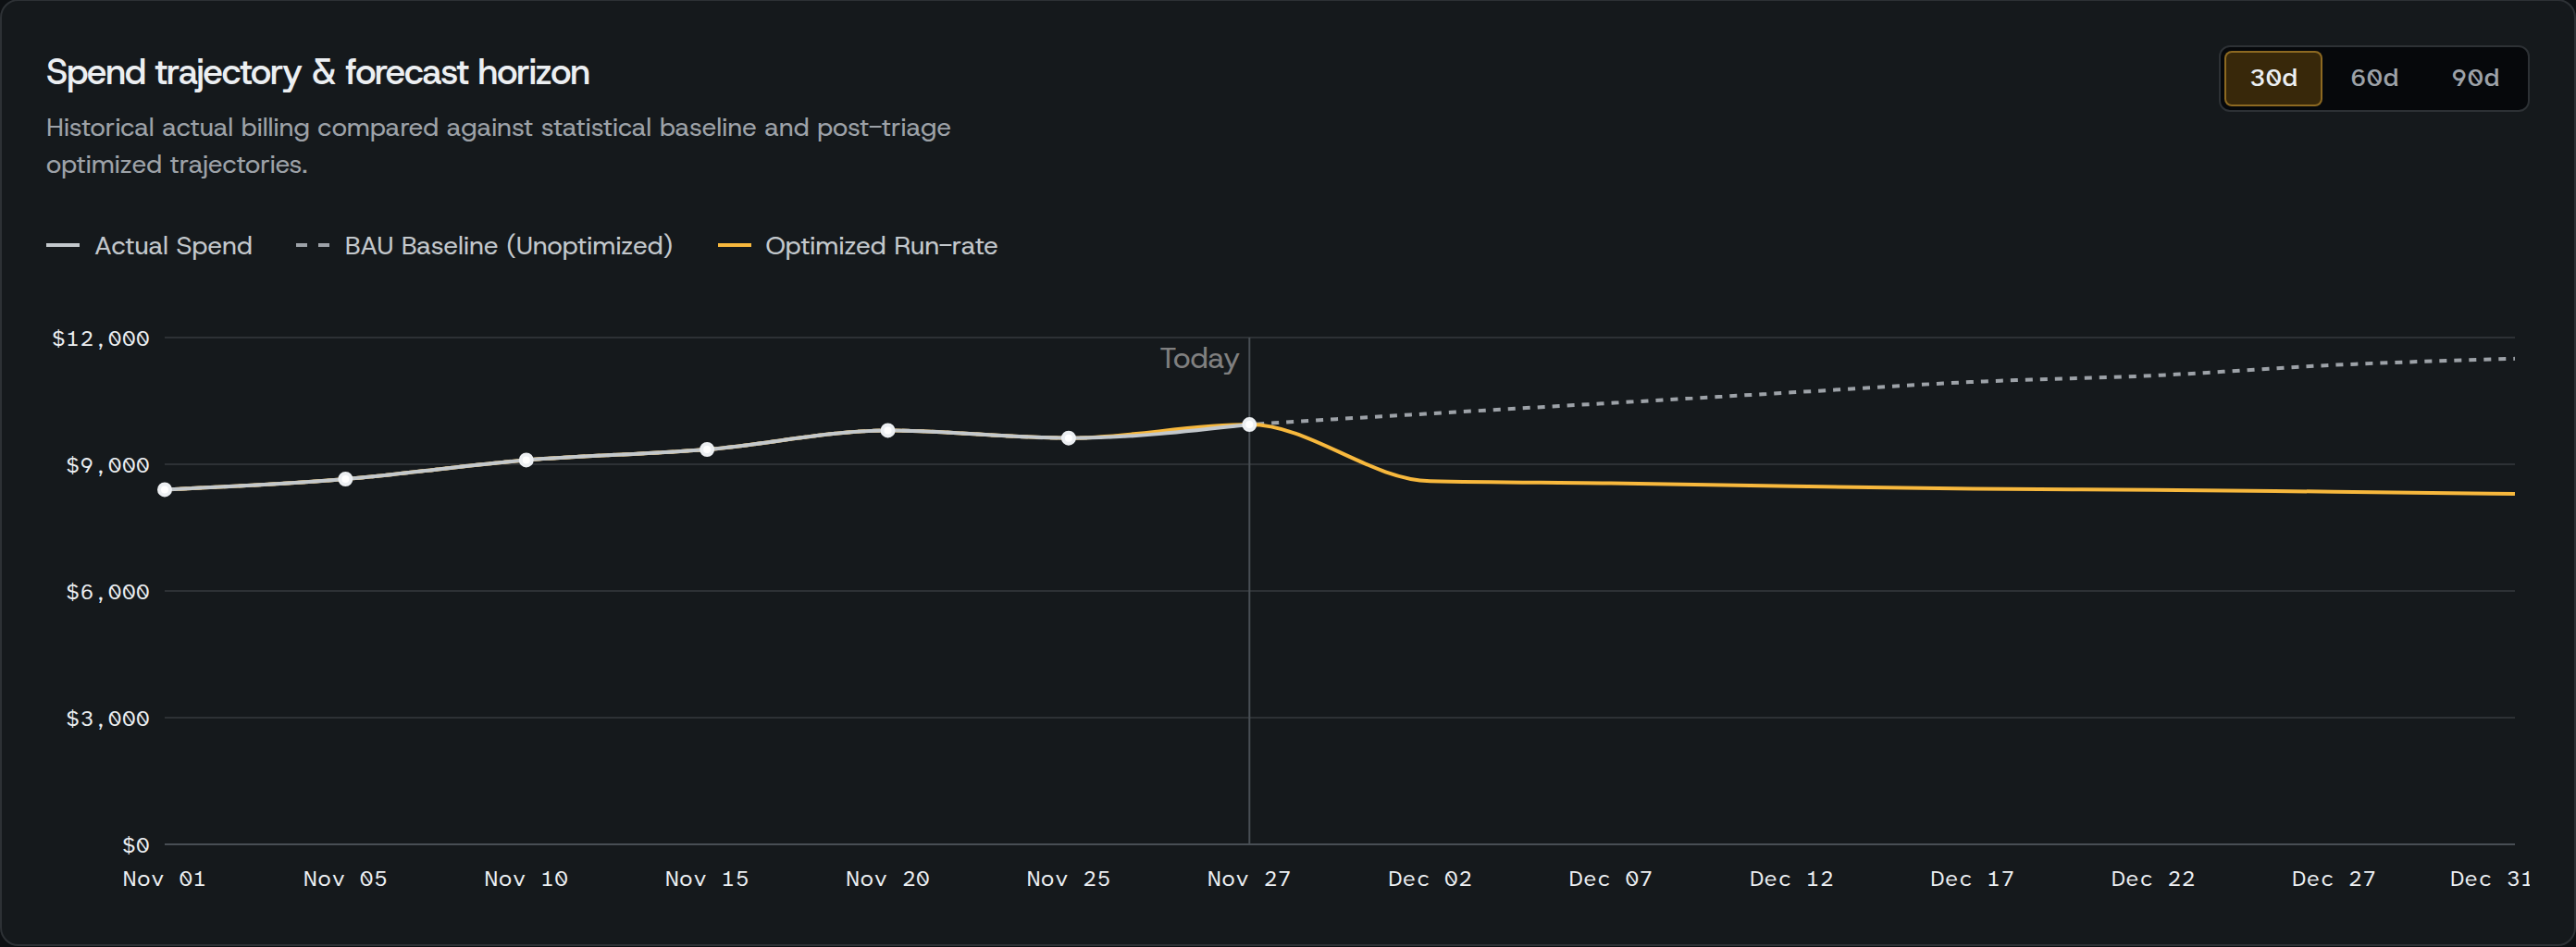 Spend trajectory & forecast horizon
30d 60d 90d
Historical actual billing compared against statistical baseline and post-triage
optimized trajectories.
Actual Spend BAU Baseline (Unoptimized) Optimized Run-rate
$12,000
Today
$9,000
$6,000
$3,000
$0
Nov 01 Nov 05 Nov 10 Nov 15 Nov 20 Nov 25 Nov 27 Dec 02 Dec 07 Dec 12 Dec 17 Dec 22 Dec 27 Dec 31